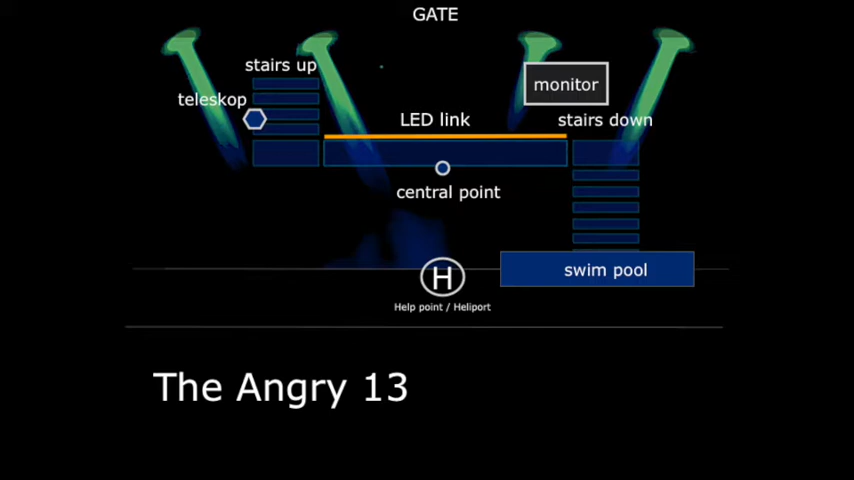 GATE
stairs up
monitor
teleskop
LED link
stairs down
central point
swim pool
H
Help point / Heliport
The Angry 13